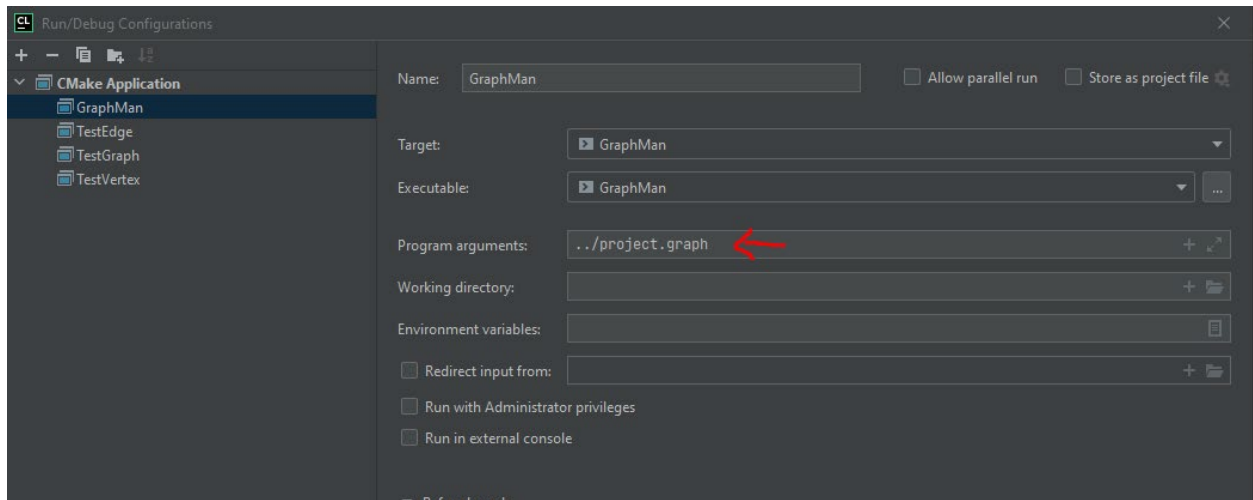 CL Run/Debug Configurations
CMake Application
GraphMan
TestEdge
TestGraph
TestVertex
Name: GraphMan Allow parallel run Store as project file
Target: GraphMan
Executable: GraphMan ...
Program arguments: ../project.graph
Working directory:
Environment variables:
Redirect input from:
Run with Administrator privileges
Run in external console